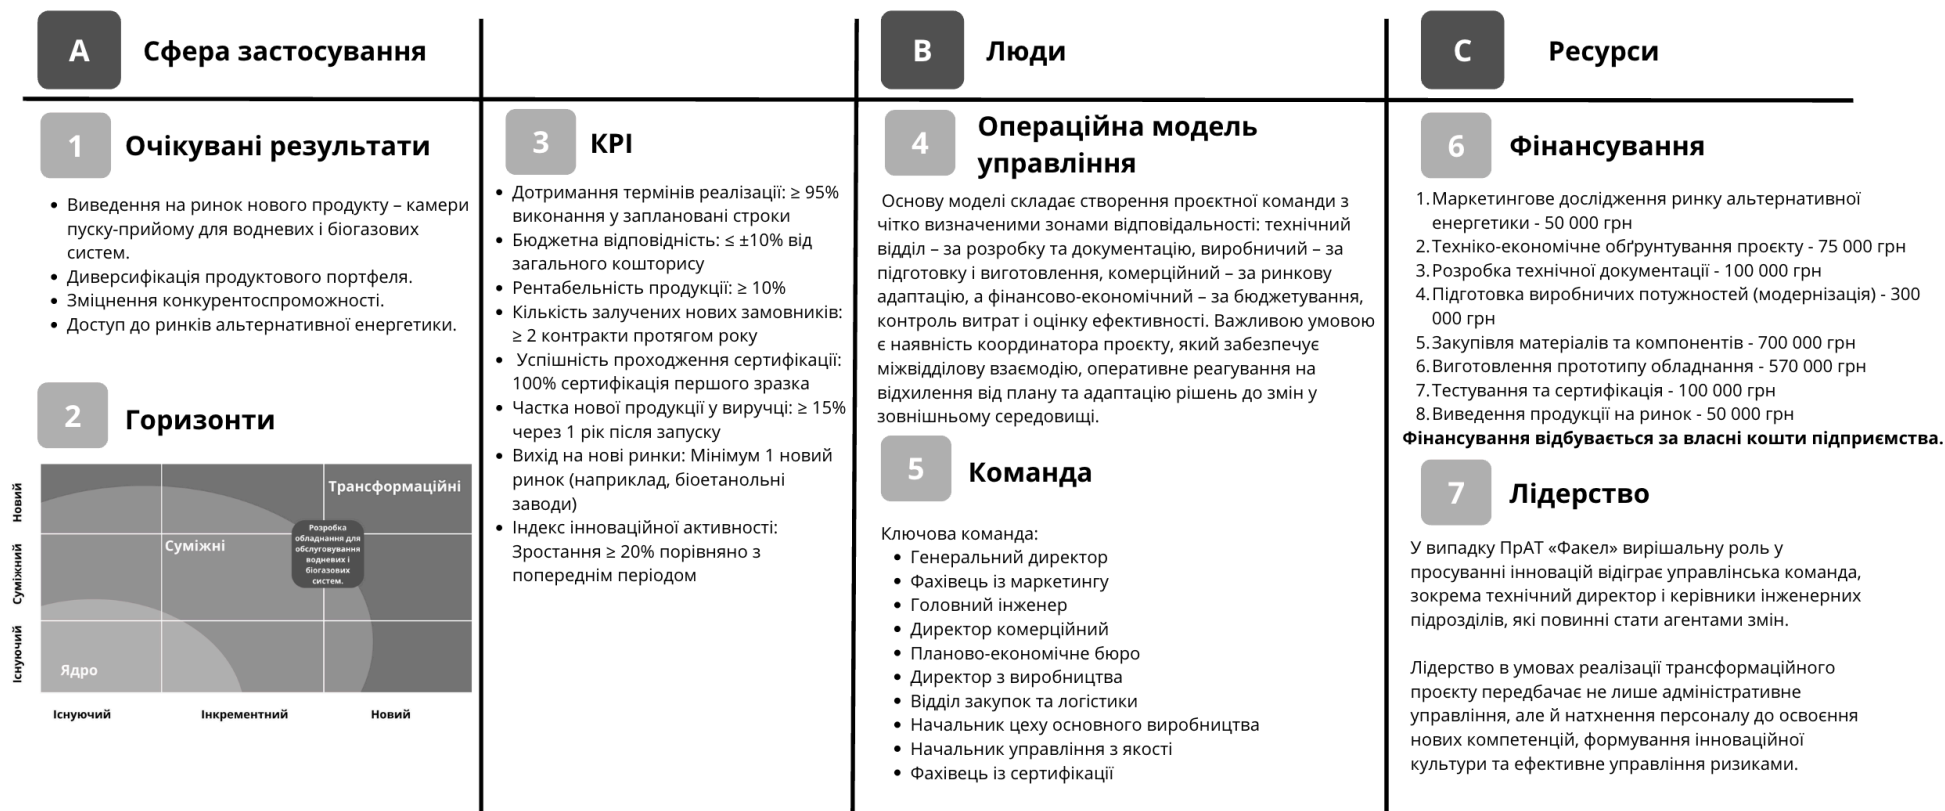 A
Сфера застосування
1
Очікувані результати
• Виведення на ринок нового продукту – камери
пуску-прийому для водневих і біогазових
систем.
• Диверсифікація продуктового портфеля.
• Зміцнення конкурентоспроможності.
• Доступ до ринків альтернативної енергетики.
2
Горизонти
Новий
Суміжний
Існуючий
Трансформаційні
Суміжні
Розробка
обладнання для
обслуговування
водневих і
біогазових
систем.
Ядро
Існуючий
Інкрементний
Новий
3
КРІ
• Дотримання термінів реалізації: ≥ 95%
виконання у заплановані строки
• Бюджетна відповідність: ≤ ±10% від
загального кошторису
• Рентабельність продукції: ≥ 10%
• Кількість залучених нових замовників:
≥ 2 контракти протягом року
• Успішність проходження сертифікації:
100% сертифікація першого зразка
• Частка нової продукції у виручці: ≥ 15%
через 1 рік після запуску
• Вихід на нові ринки: Мінімум 1 новий
ринок (наприклад, біоетанольні
заводи)
• Індекс інноваційної активності:
Зростання ≥ 20% порівняно з
попереднім періодом
B
Люди
4
Операційна модель
управління
Основу моделі складає створення проєктної команди з
чітко визначеними зонами відповідальності: технічний
відділ – за розробку та документацію, виробничий – за
підготовку і виготовлення, комерційний – за ринкову
адаптацію, а фінансово-економічний – за бюджетування,
контроль витрат і оцінку ефективності. Важливою умовою
є наявність координатора проєкту, який забезпечує
міжвідділову взаємодію, оперативне реагування на
відхилення від плану та адаптацію рішень до змін у
зовнішньому середовищі.
5
Команда
Ключова команда:
• Генеральний директор
• Фахівець із маркетингу
• Головний інженер
• Директор комерційний
• Планово-економічне бюро
• Директор з виробництва
• Відділ закупок та логістики
• Начальник цеху основного виробництва
• Начальник управління з якості
• Фахівець із сертифікації
C
Ресурси
6
Фінансування
1. Маркетингове дослідження ринку альтернативної
енергетики - 50 000 грн
2. Техніко-економічне обґрунтування проєкту - 75 000 грн
3. Розробка технічної документації - 100 000 грн
4. Підготовка виробничих потужностей (модернізація) - 300
000 грн
5. Закупівля матеріалів та компонентів - 700 000 грн
6. Виготовлення прототипу обладнання - 570 000 грн
7. Тестування та сертифікація - 100 000 грн
8. Виведення продукції на ринок - 50 000 грн
Фінансування відбувається за власні кошти підприємства.
7
Лідерство
У випадку ПрАТ «Факел» вирішальну роль у
просуванні інновацій відіграє управлінська команда,
зокрема технічний директор і керівники інженерних
підрозділів, які повинні стати агентами змін.
Лідерство в умовах реалізації трансформаційного
проєкту передбачає не лише адміністративне
управління, але й натхнення персоналу до освоєння
нових компетенцій, формування інноваційної
культури та ефективне управління ризиками.